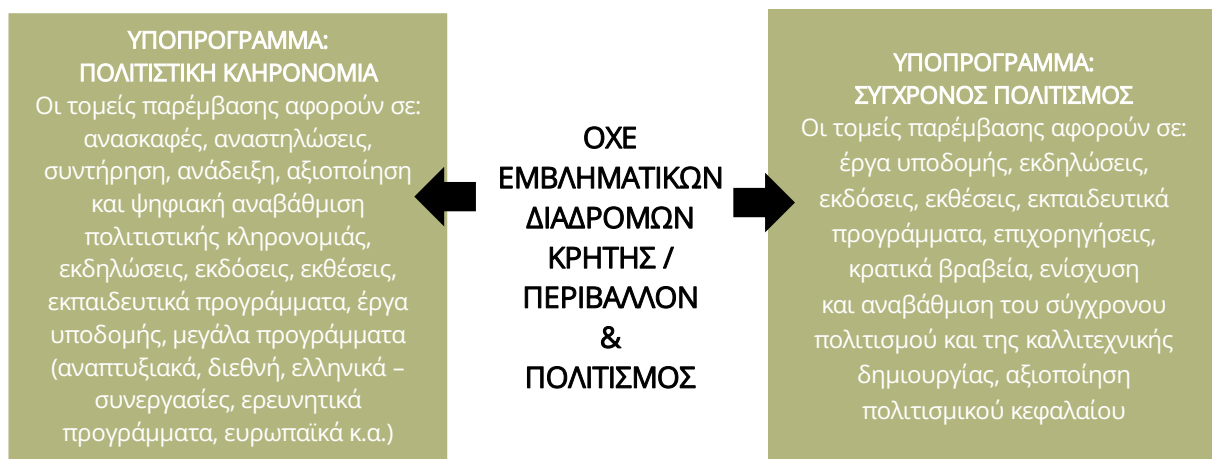 ΥΠΟΠΡΟΓΡΑΜΜΑ:
ΠΟΛΙΤΙΣΤΙΚΗ ΚΛΗΡΟΝΟΜΙΑ
Οι τομείς παρέμβασης αφορούν σε:
ανασκαφές, αναστηλώσεις,
συντήρηση, ανάδειξη, αξιοποίηση
και ψηφιακή αναβάθμιση
πολιτιστικής κληρονομιάς,
εκδηλώσεις, εκδόσεις, εκθέσεις,
εκπαιδευτικά προγράμματα, έργα
υποδομής, μεγάλα προγράμματα
(αναπτυξιακά, διεθνή, ελληνικά –
συνεργασίες, ερευνητικά
προγράμματα, ευρωπαϊκά κ.α.)
ΟΧΕ
ΕΜΒΛΗΜΑΤΙΚΩΝ
ΔΙΑΔΡΟΜΩΝ
ΚΡΗΤΗΣ /
ΠΕΡΙΒΑΛΛΟΝ
&
ΠΟΛΙΤΙΣΜΟΣ
ΥΠΟΠΡΟΓΡΑΜΜΑ:
ΣΥΓΧΡΟΝΟΣ ΠΟΛΙΤΙΣΜΟΣ
Οι τομείς παρέμβασης αφορούν σε:
έργα υποδομής, εκδηλώσεις,
εκδόσεις, εκθέσεις, εκπαιδευτικά
προγράμματα, επιχορηγήσεις,
κρατικά βραβεία, ενίσχυση
και αναβάθμιση του σύγχρονου
πολιτισμού και της καλλιτεχνικής
δημιουργίας, αξιοποίηση
πολιτισμικού κεφαλαίου